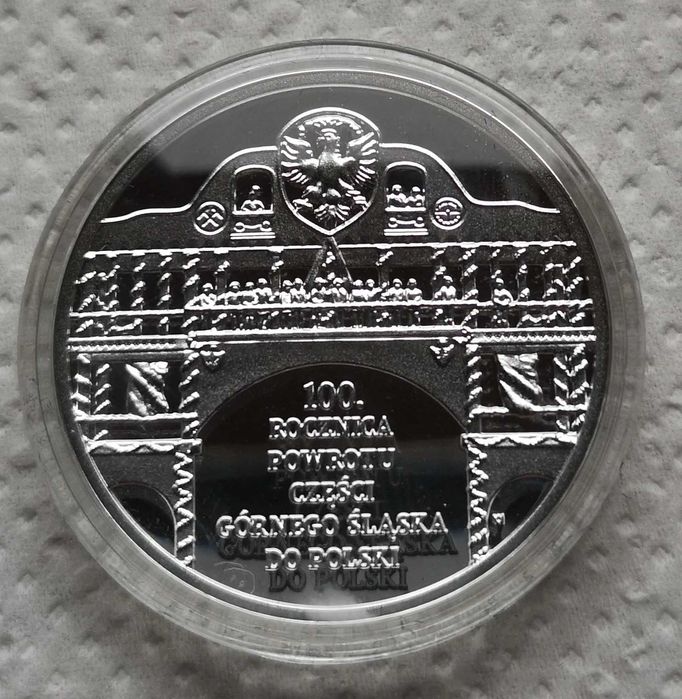 100.
ROCZNICA
POWROTU
CZĘŚCI
GÓRNEGO ŚLĄSKA
DO POLSKI